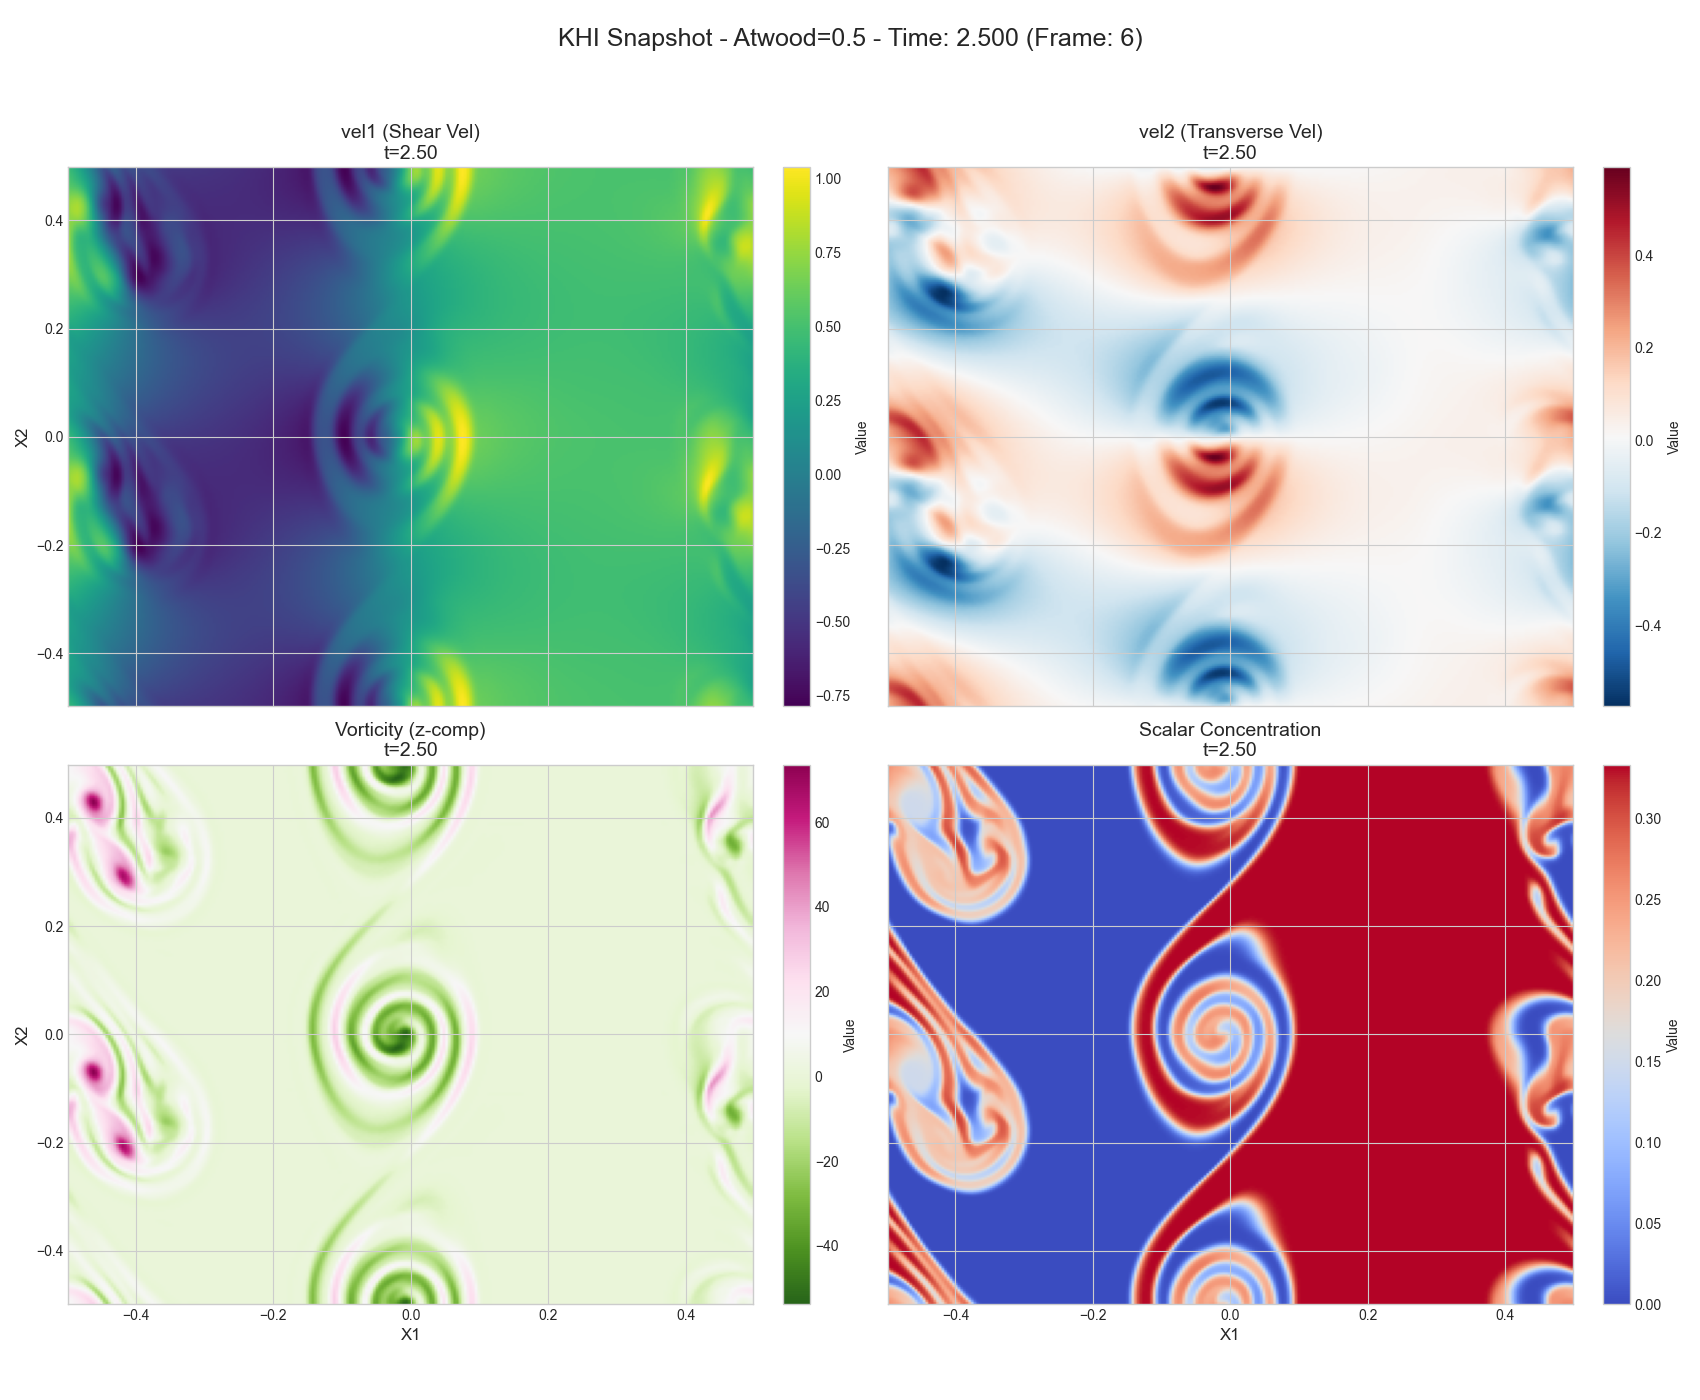 KHI Snapshot - Atwood=0.5 - Time: 2.500 (Frame: 6)
vel1 (Shear Vel)
t=2.50
X2
0.4
0.2
0.0
−0.2
−0.4
1.00
0.75
0.50
0.25
0.00
−0.25
−0.50
−0.75
Value
vel2 (Transverse Vel)
t=2.50
0.4
0.2
0.0
−0.2
−0.4
Value
Vorticity (z-comp)
t=2.50
X2
0.4
0.2
0.0
−0.2
−0.4
−0.4
−0.2
0.0
0.2
0.4
X1
60
40
20
0
−20
−40
Value
Scalar Concentration
t=2.50
−0.4
−0.2
0.0
0.2
0.4
X1
0.30
0.25
0.20
0.15
0.10
0.05
0.00
Value